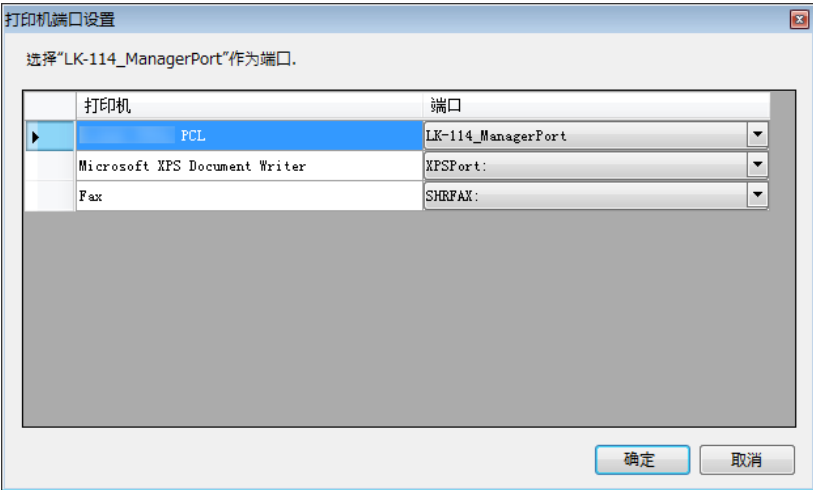 打印机端口设置
选择“LK-114_ManagerPort”作为端口.
打印机 端口
PCL LK-114_ManagerPort
Microsoft XPS Document Writer XPSPort:
Fax SHRFAX:
确定 取消